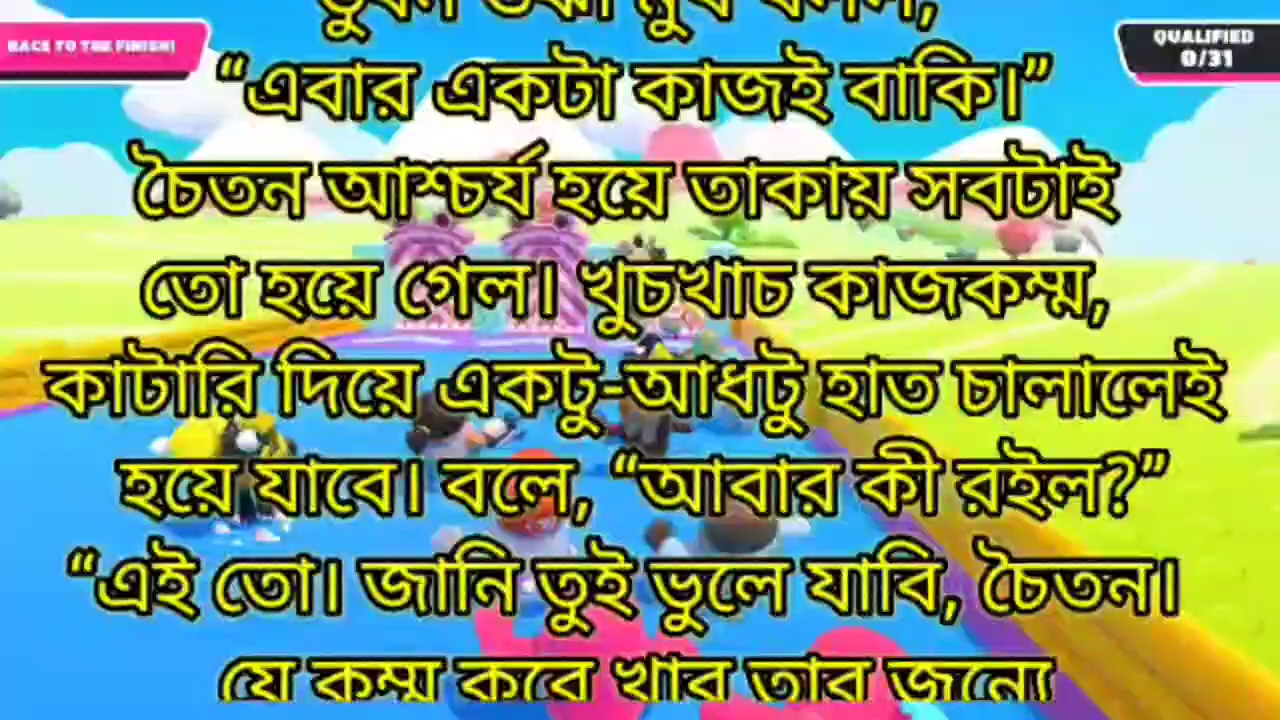 RACE TO THE FINISH!
QUALIFIED
0/31
“এবার একটা কাজই বাকি।”
চৈতন আশ্চর্য হয়ে তাকায় সবটাই
তো হয়ে গেল। খুচখাচ কাজকম্ম,
কাটারি দিয়ে একটু-আধটু হাত চালালেই
হয়ে যাবে। বলে, “আবার কী রইল?”
“এই তো। জানি তুই ভুলে যাবি, চৈতন।
যে কম্ম করে খাব তার জন্যে